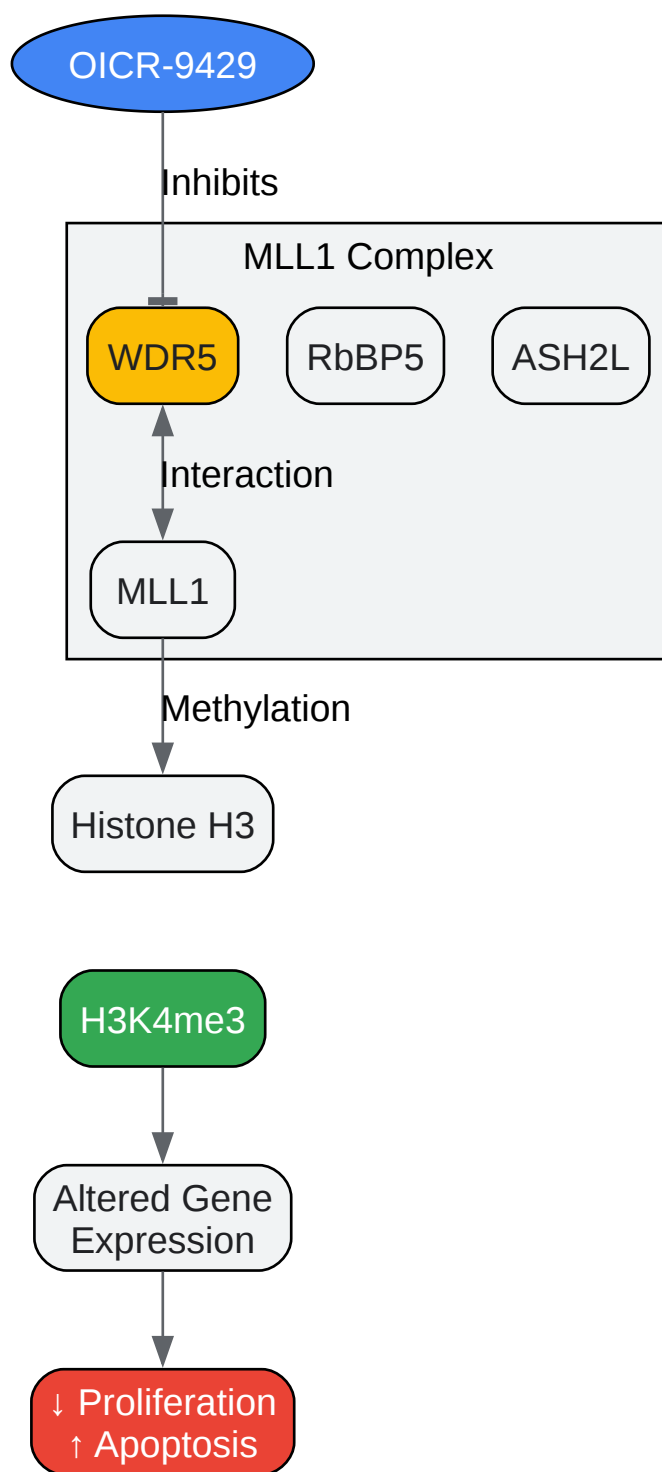 OICR-9429
Inhibits
MLL1 Complex
WDR5
RbBP5
ASH2L
Interaction
MLL1
Methylation
Histone H3
H3K4me3
Altered Gene
Expression
↓ Proliferation
↑ Apoptosis